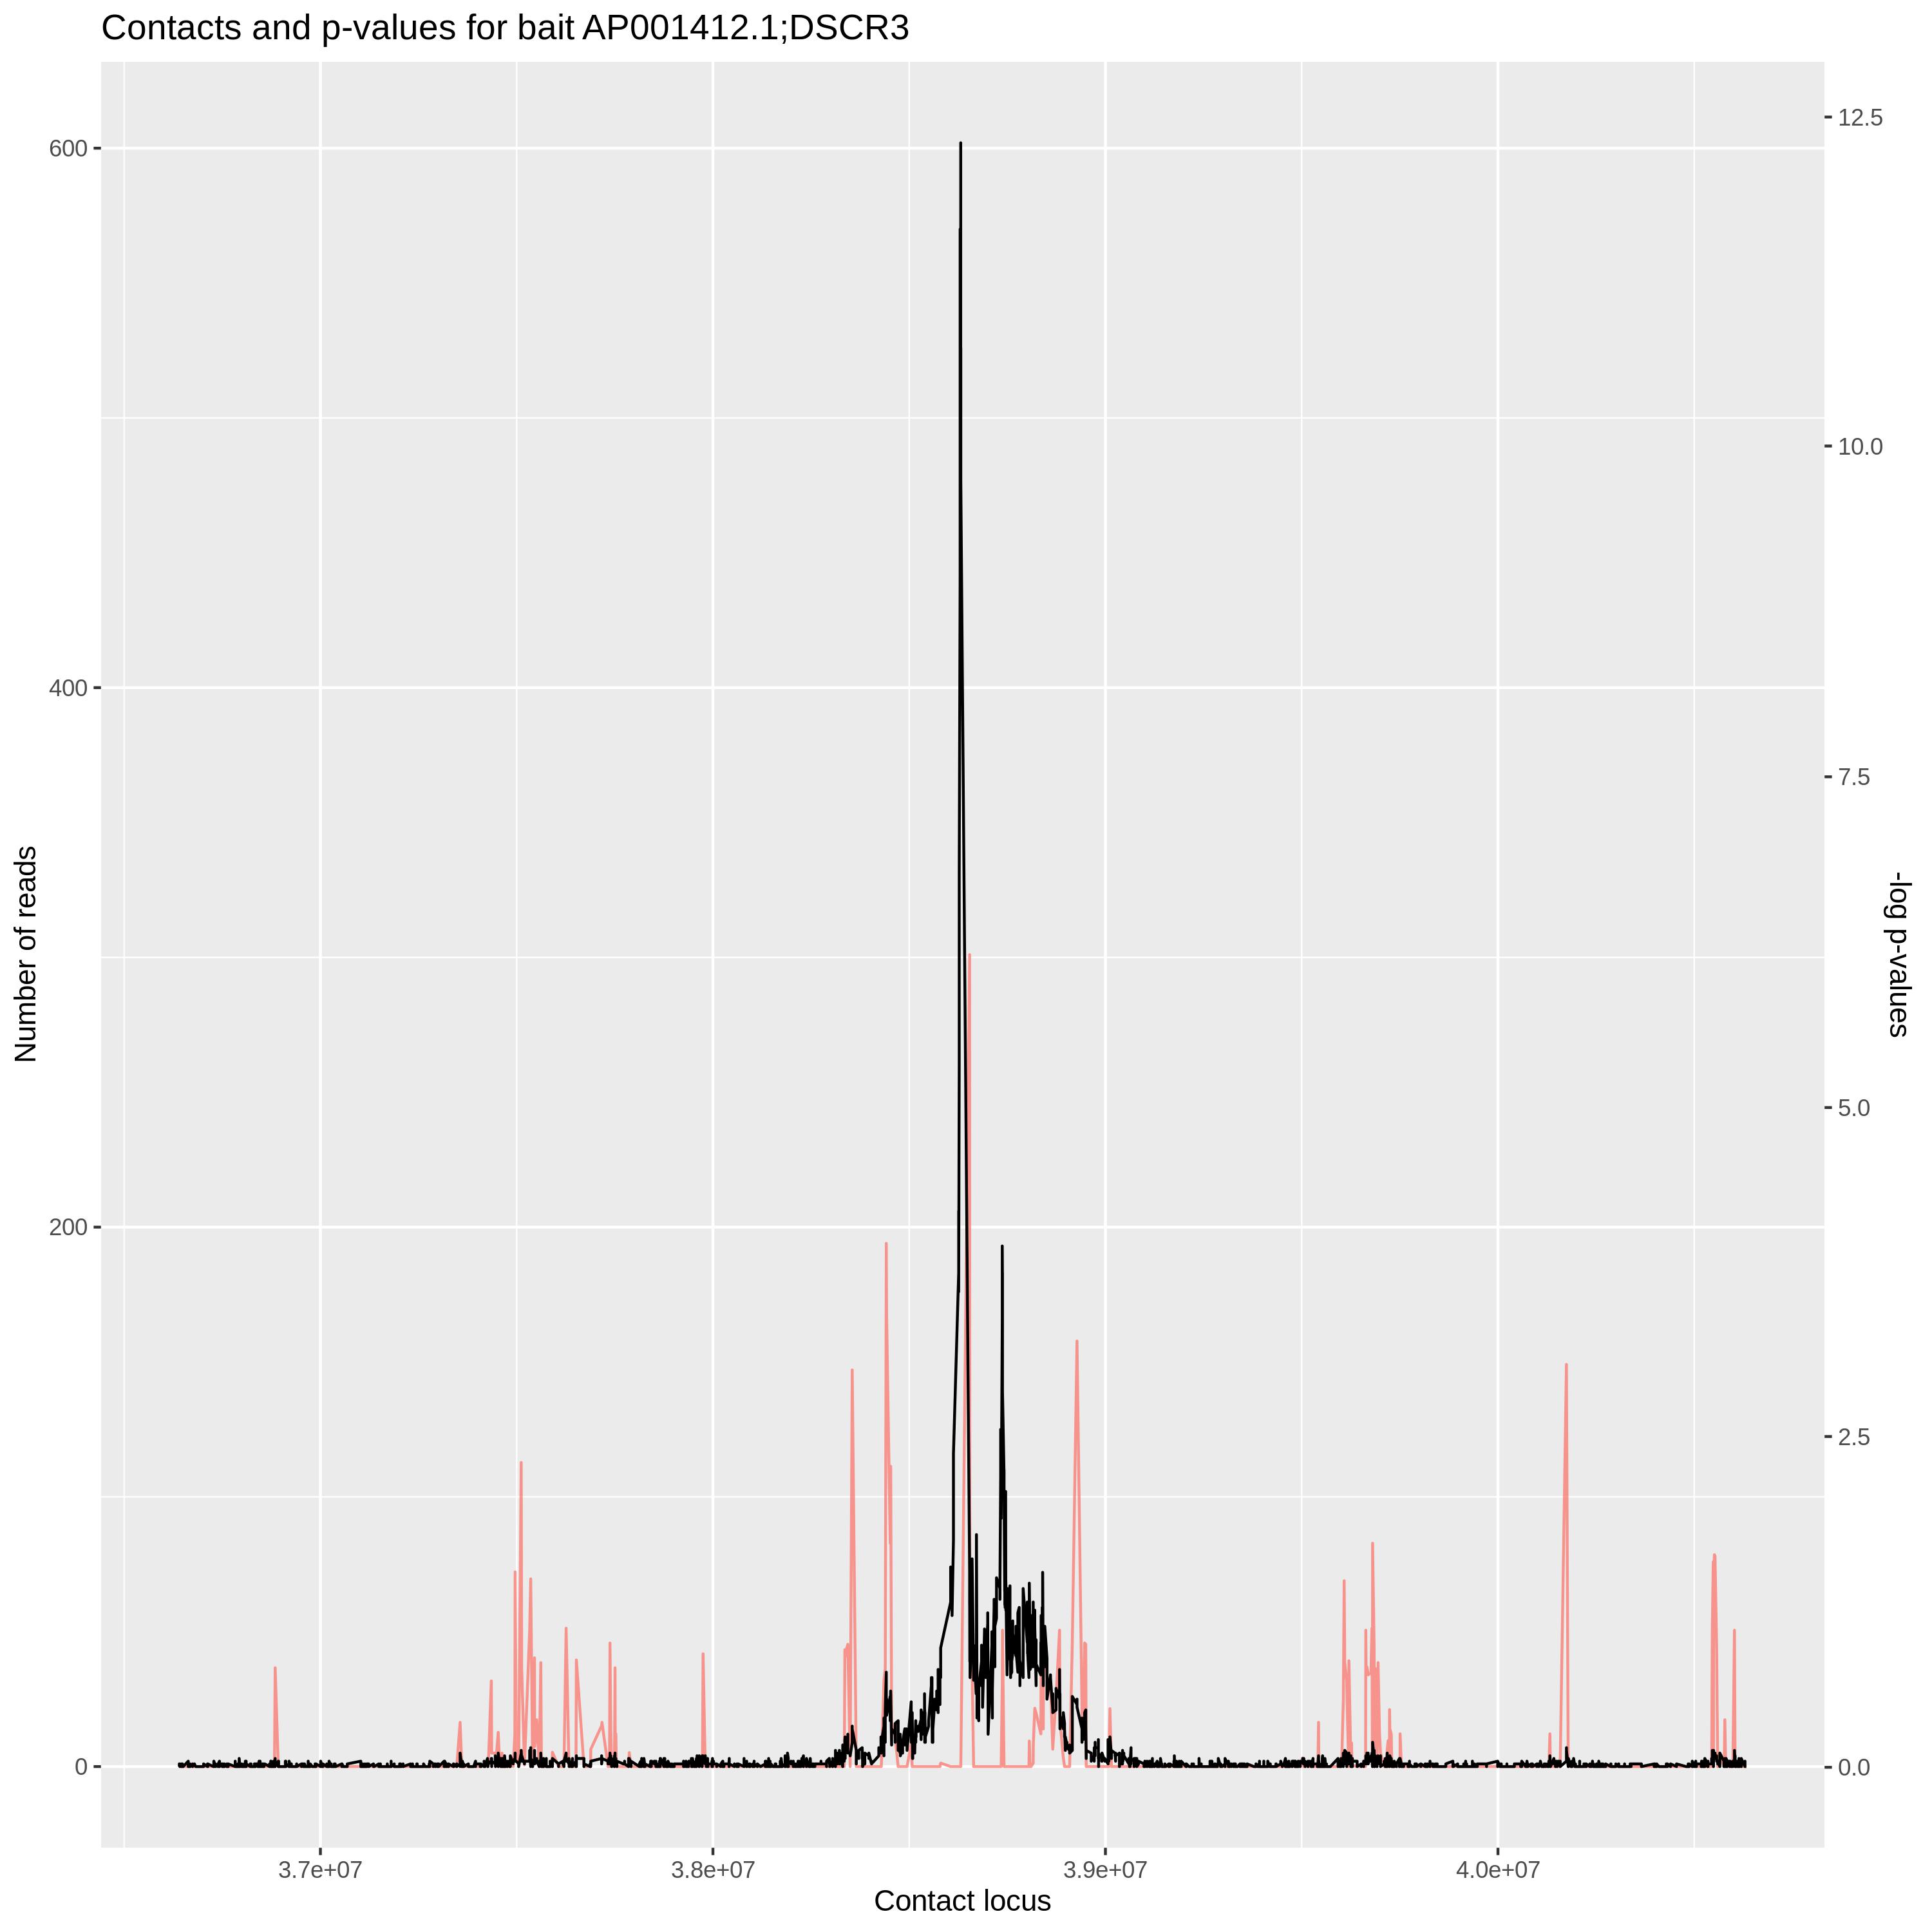 Contacts and p-values for bait AP001412.1;DSCR3
Number of reads
600
400
200
0
12.5
10.0
7.5
5.0
2.5
0.0
-log p-values
3.7e+07
3.8e+07
3.9e+07
4.0e+07
Contact locus